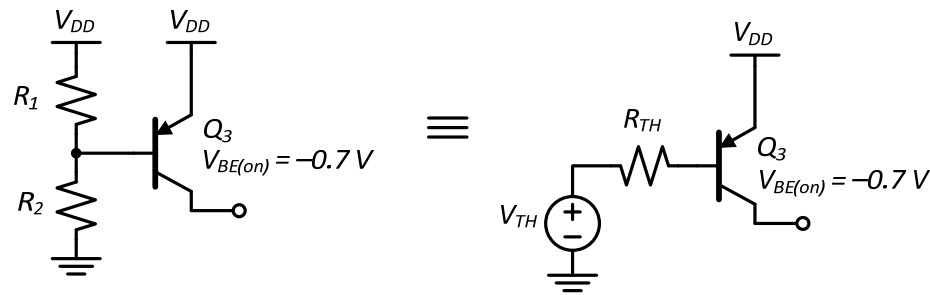 VDD
VDD
R1
Q3
VBE(on) = –0.7 V
R2
VDD
RTH
Q3
VBE(on) = –0.7 V
VTH